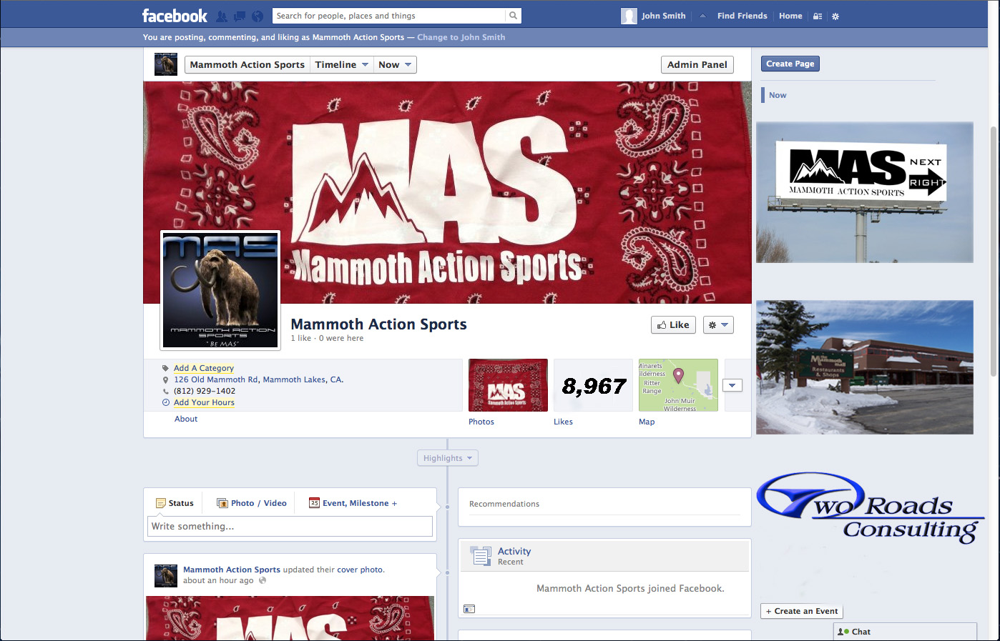 facebook
Search for people, places and things
John Smith
Find Friends
Home
You are posting, commenting, and liking as Mammoth Action Sports — Change to John Smith
Mammoth Action Sports
Timeline
Now
Admin Panel
Create Page
Now
MAS
Mammoth Action Sports
MAS
MAMMOTH ACTION SPORTS
NEXT
RIGHT
MAS
MAMMOTH ACTION
SPORTS
"BE MAS"
Mammoth Action Sports
1 like · 0 were here
Like
the Mammoth
mall
Restaurants
& Shops
Add A Category
126 Old Mammoth Rd, Mammoth Lakes, CA.
(812) 929-1402
Add Your Hours
About
MAS
Mammoth Action Sports
Photos
8,967
Likes
Minarets
ilderness
Ritter
Range
John Muir
Wilderness
Map
Highlights
Status
Photo / Video
25
Event, Milestone +
Write something...
Recommendations
Two Roads
Consulting
Activity
Recent
Mammoth Action Sports joined Facebook.
Mammoth Action Sports updated their cover photo.
about an hour ago
MAS
+ Create an Event
Chat